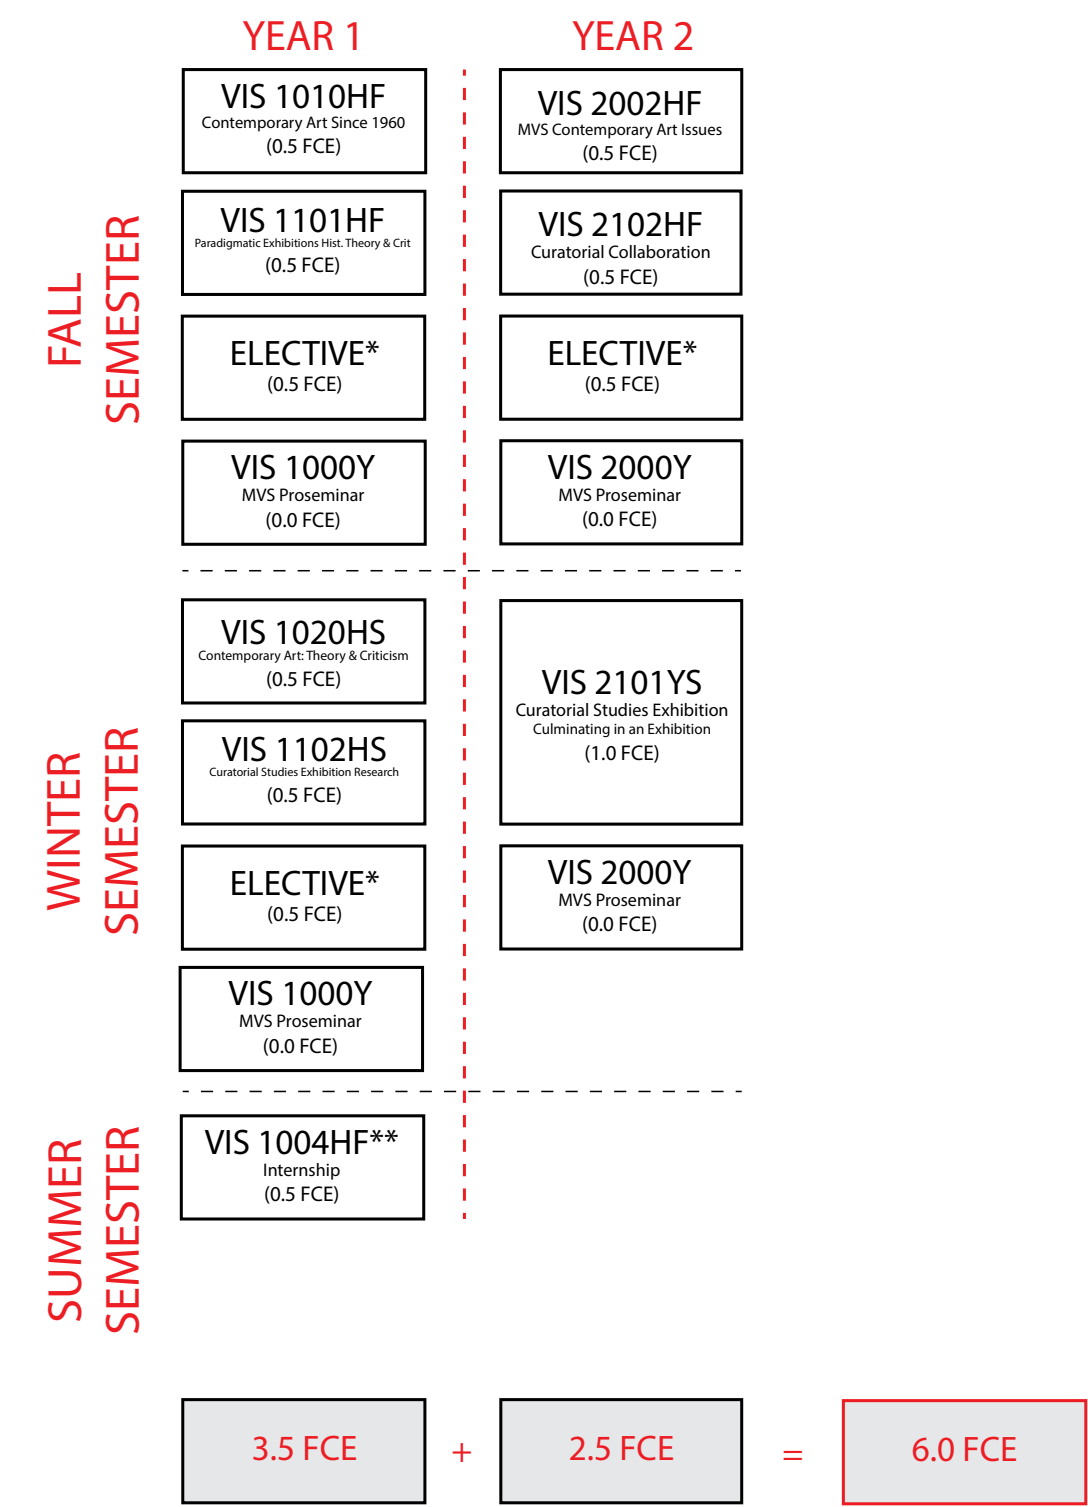 YEAR 1
YEAR 2
FALL
SEMESTER
VIS 1010HF
Contemporary Art Since 1960
(0.5 FCE)
VIS 2002HF
MVS Contemporary Art Issues
(0.5 FCE)
VIS 1101HF
Paradigmatic Exhibitions Hist. Theory & Crit
(0.5 FCE)
VIS 2102HF
Curatorial Collaboration
(0.5 FCE)
ELECTIVE*
(0.5 FCE)
ELECTIVE*
(0.5 FCE)
VIS 1000Y
MVS Proseminar
(0.0 FCE)
VIS 2000Y
MVS Proseminar
(0.0 FCE)
WINTER
SEMESTER
VIS 1020HS
Contemporary Art: Theory & Criticism
(0.5 FCE)
VIS 2101YS
Curatorial Studies Exhibition
Culminating in an Exhibition
(1.0 FCE)
VIS 1102HS
Curatorial Studies Exhibition Research
(0.5 FCE)
ELECTIVE*
(0.5 FCE)
VIS 2000Y
MVS Proseminar
(0.0 FCE)
VIS 1000Y
MVS Proseminar
(0.0 FCE)
SUMMER
SEMESTER
VIS 1004HF**
Internship
(0.5 FCE)
3.5 FCE + 2.5 FCE = 6.0 FCE